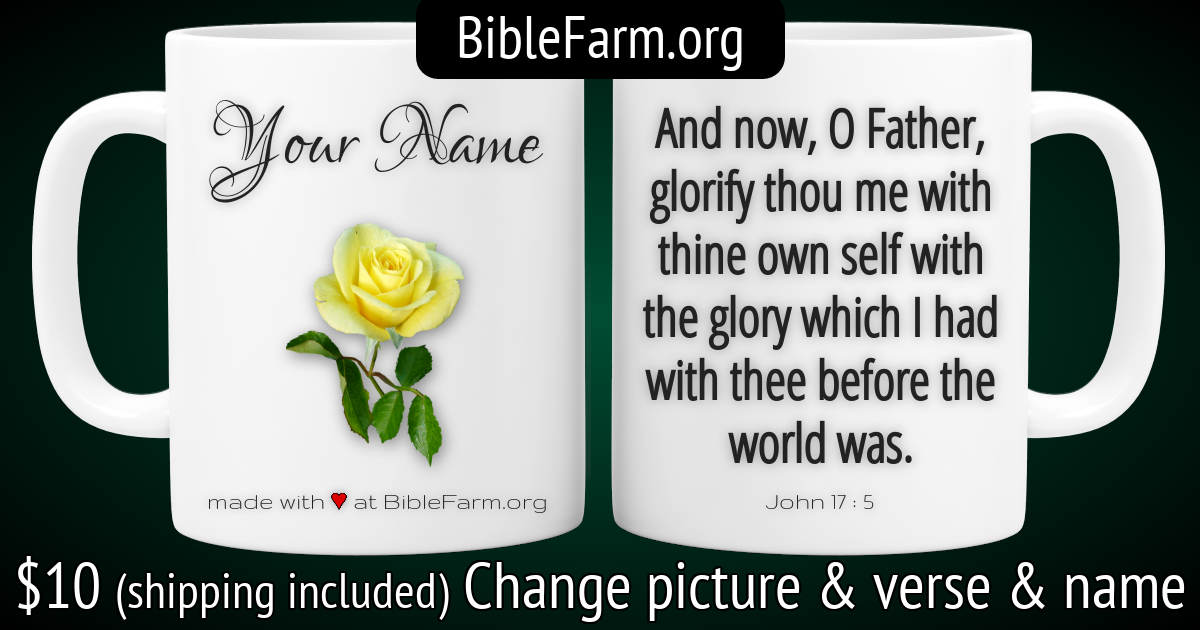 BibleFarm.org
Your Name
made with ♥ at BibleFarm.org
And now, O Father,
glorify thou me with
thine own self with
the glory which I had
with thee before the
world was.
John 17 : 5
$10 (shipping included) Change picture & verse & name